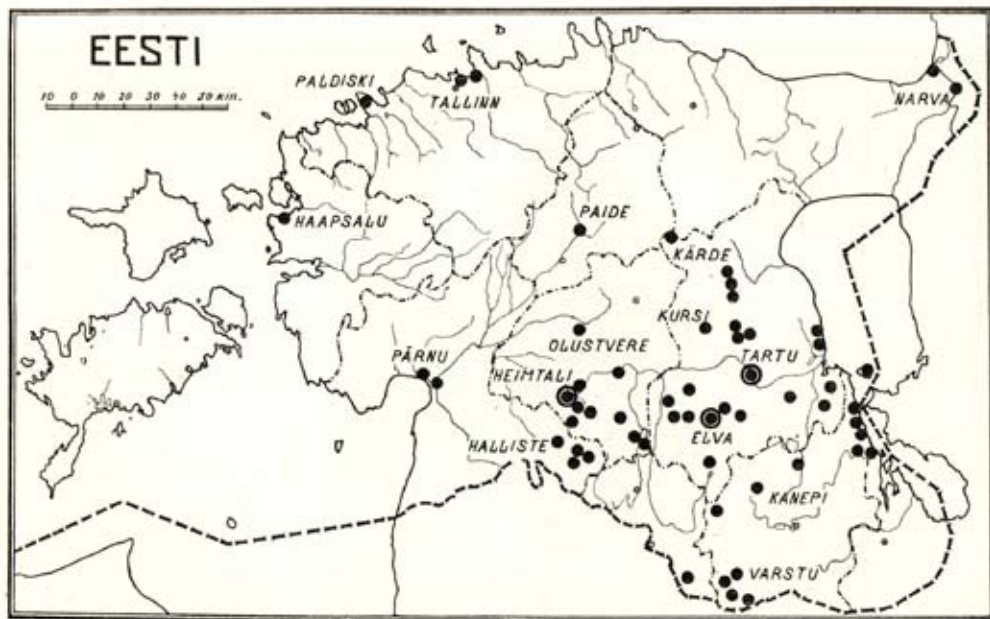 EESTI
10 0 10 20 30 40 50 KM.
PALDISKI
TALLINN
NARVA
HAAPSALU
PAIDE
KÄRDE
KURSI
OLUSTVERE
TARTU
PÄRNU
HEIMTALI
ELVA
HALLISTE
KANEPI
VARSTU